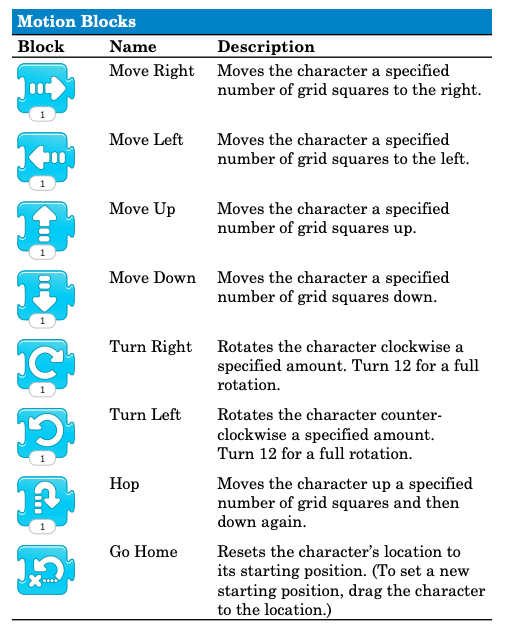 Motion Blocks
Block Name Description
Move Right Moves the character a specified
number of grid squares to the right.
1
Move Left Moves the character a specified
number of grid squares to the left.
1
Move Up Moves the character a specified
number of grid squares up.
1
Move Down Moves the character a specified
number of grid squares down.
1
Turn Right Rotates the character clockwise a
specified amount. Turn 12 for a full
rotation.
1
Turn Left Rotates the character counter-
clockwise a specified amount.
Turn 12 for a full rotation.
1
Hop Moves the character up a specified
number of grid squares and then
down again.
1
Go Home Resets the character’s location to
its starting position. (To set a new
starting position, drag the character
to the location.)